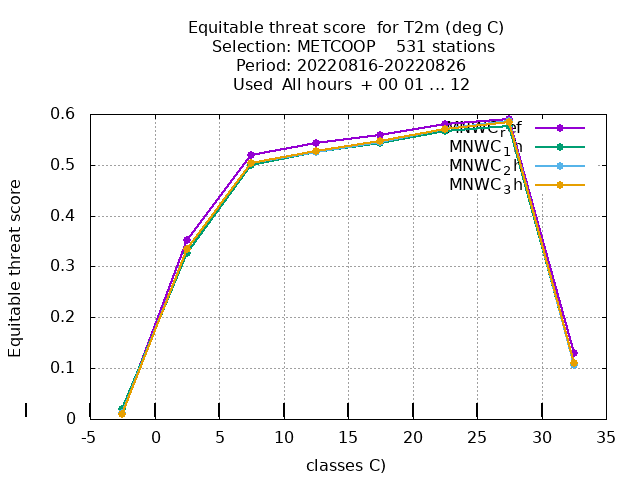 Equitable threat score for T2m (deg C)
Selection: METCOOP 531 stations
Period: 20220816-20220826
Used All hours + 00 01 ... 12
Equitable threat score
0.6
0.5
0.4
0.3
0.2
0.1
0
-5 0 5 10 15 20 25 30 35
classes C)
MNWC_ref
MNWC_1h
MNWC_2h
MNWC_3h